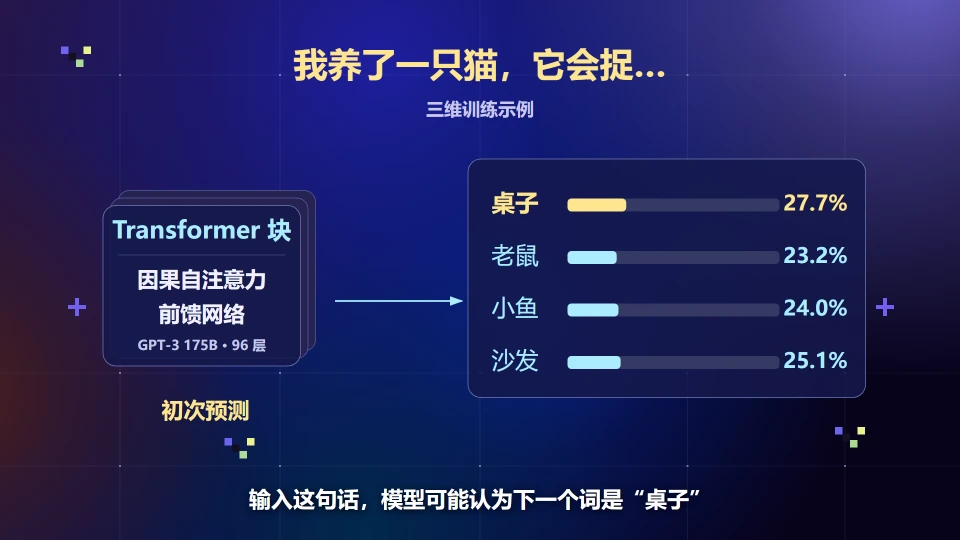 我养了一只猫，它会捉...
三维训练示例
Transformer 块
因果自注意力
前馈网络
GPT-3 175B • 96 层
初次预测
桌子 27.7%
老鼠 23.2%
小鱼 24.0%
沙发 25.1%
输入这句话，模型可能认为下一个词是“桌子”